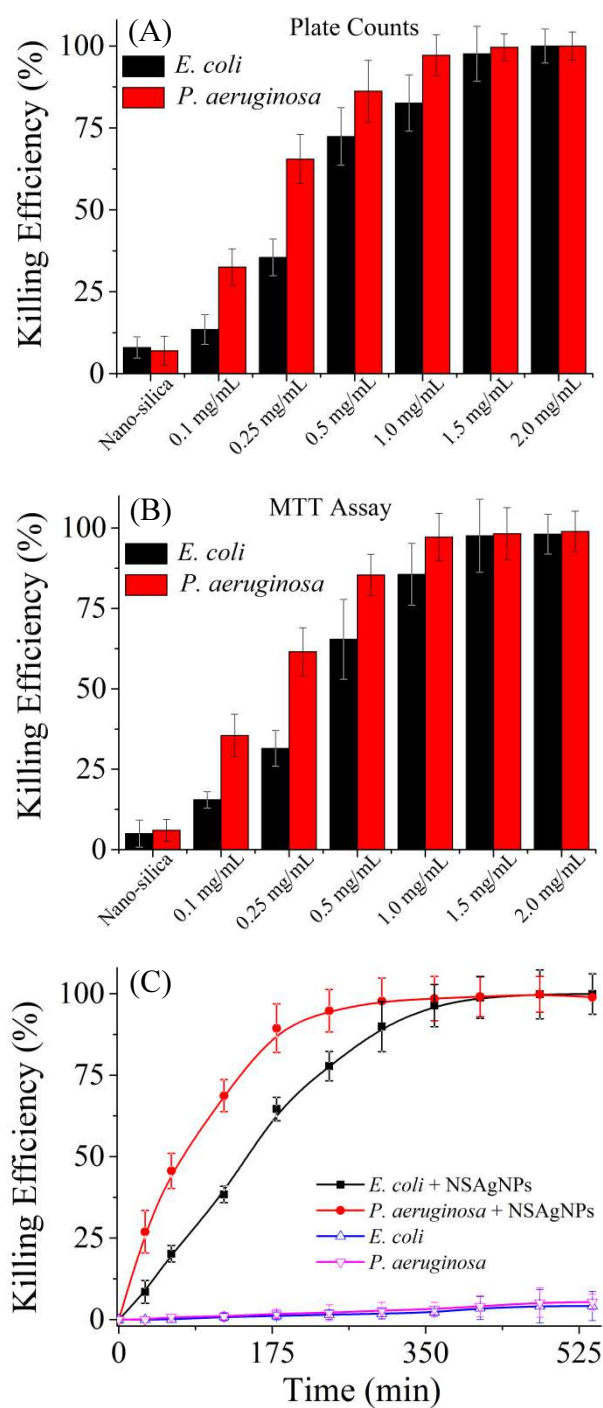 (A) Plate Counts
E. coli
P. aeruginosa
Killing Efficiency (%)
100
75
50
25
0
Nano-silica
0.1 mg/mL
0.25 mg/mL
0.5 mg/mL
1.0 mg/mL
1.5 mg/mL
2.0 mg/mL
(B) MTT Assay
E. coli
P. aeruginosa
Killing Efficiency (%)
100
75
50
25
0
Nano-silica
0.1 mg/mL
0.25 mg/mL
0.5 mg/mL
1.0 mg/mL
1.5 mg/mL
2.0 mg/mL
(C)
Killing Efficiency (%)
100
75
50
25
0
E. coli + NSAgNPs
P. aeruginosa + NSAgNPs
E. coli
P. aeruginosa
0 175 350 525
Time (min)